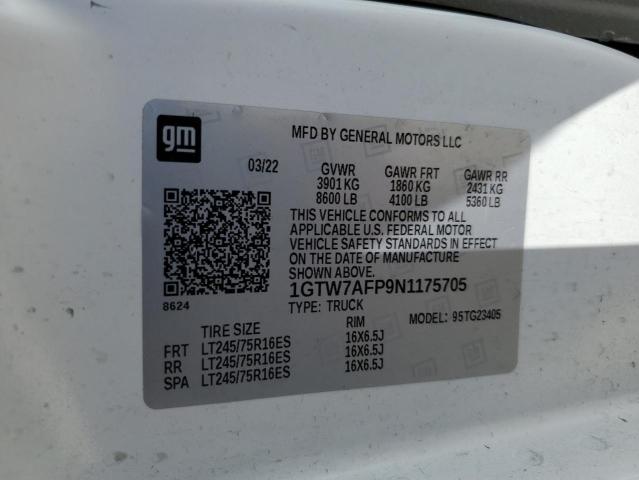 gm
MFD BY GENERAL MOTORS LLC
03/22 GVWR GAWR FRT GAWR RR
3901 KG 1860 KG 2431 KG
8600 LB 4100 LB 5360 LB
THIS VEHICLE CONFORMS TO ALL
APPLICABLE U.S. FEDERAL MOTOR
VEHICLE SAFETY STANDARDS IN EFFECT
ON THE DATE OF MANUFACTURE
SHOWN ABOVE.
1GTW7AFP9N1175705
8624
TYPE: TRUCK MODEL: 95TG23405
TIRE SIZE RIM
FRT LT245/75R16ES 16X6.5J
RR LT245/75R16ES 16X6.5J
SPA LT245/75R16ES 16X6.5J